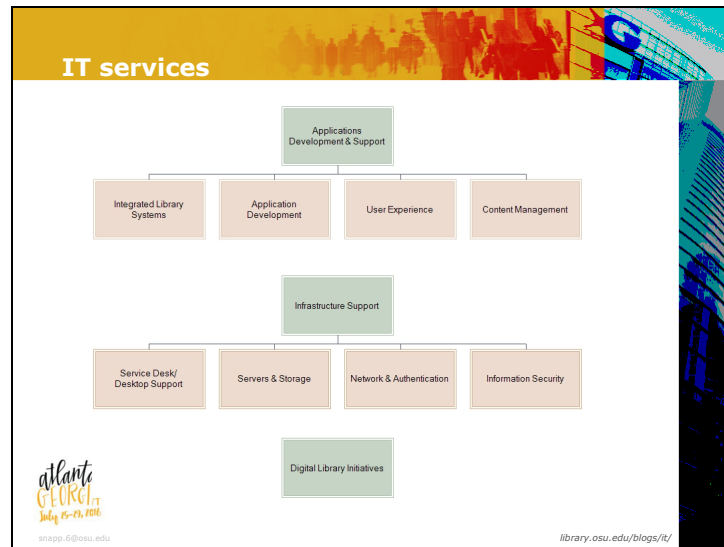 IT services
Applications
Development & Support
Integrated Library
Systems
Application
Development
User Experience
Content Management
Infrastructure Support
Service Desk/
Desktop Support
Servers & Storage
Network & Authentication
Information Security
Digital Library Initiatives
atlanta
GEORGIA
July 15-19, 2016
snapp.6@osu.edu
library.osu.edu/blogs/it/
G